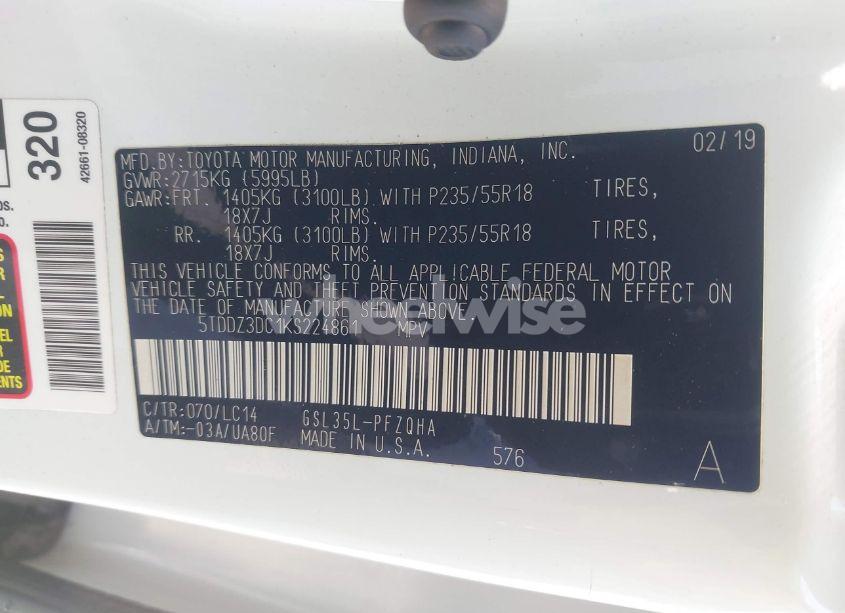 320
42661-08320
MFD.BY:TOYOTA MOTOR MANUFACTURING, INDIANA, INC. 02/19
GVWR:2715KG (5995LB)
GAWR:FRT. 1405KG (3100LB) WITH P235/55R18 TIRES,
18X7J RIMS.
RR. 1405KG (3100LB) WITH P235/55R18 TIRES,
18X7J RIMS.
THIS VEHICLE CONFORMS TO ALL APPLICABLE FEDERAL MOTOR
VEHICLE SAFETY AND THEFT PREVENTION STANDARDS IN EFFECT ON
THE DATE OF MANUFACTURE SHOWN ABOVE.
5TDDZ3DC1KS224861 MPV
wheelwise
C/TR:070/LC14 GSL35L-PFZQHA
A/TM:-03A/UA80F MADE IN U.S.A. 576 A